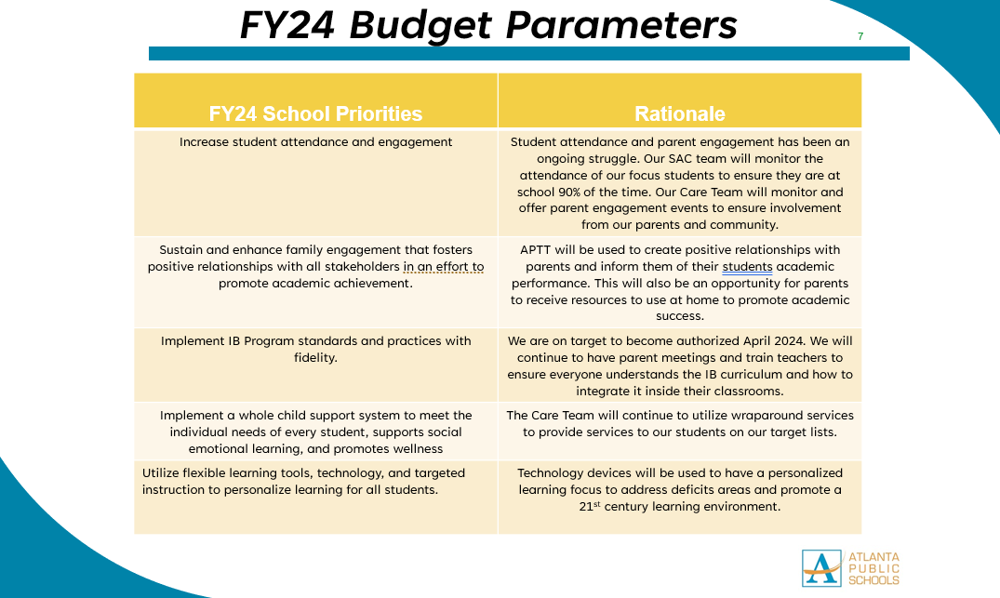 FY24 Budget Parameters
7
FY24 School Priorities
Rationale
Increase student attendance and engagement
Student attendance and parent engagement has been an
ongoing struggle. Our SAC team will monitor the
attendance of our focus students to ensure they are at
school 90% of the time. Our Care Team will monitor and
offer parent engagement events to ensure involvement
from our parents and community.
Sustain and enhance family engagement that fosters
positive relationships with all stakeholders in an effort to
promote academic achievement.
APTT will be used to create positive relationships with
parents and inform them of their students academic
performance. This will also be an opportunity for parents
to receive resources to use at home to promote academic
success.
Implement IB Program standards and practices with
fidelity.
We are on target to become authorized April 2024. We will
continue to have parent meetings and train teachers to
ensure everyone understands the IB curriculum and how to
integrate it inside their classrooms.
Implement a whole child support system to meet the
individual needs of every student, supports social
emotional learning, and promotes wellness
The Care Team will continue to utilize wraparound services
to provide services to our students on our target lists.
Utilize flexible learning tools, technology, and targeted
instruction to personalize learning for all students.
Technology devices will be used to have a personalized
learning focus to address deficits areas and promote a
21st century learning environment.
ATLANTA
PUBLIC
SCHOOLS